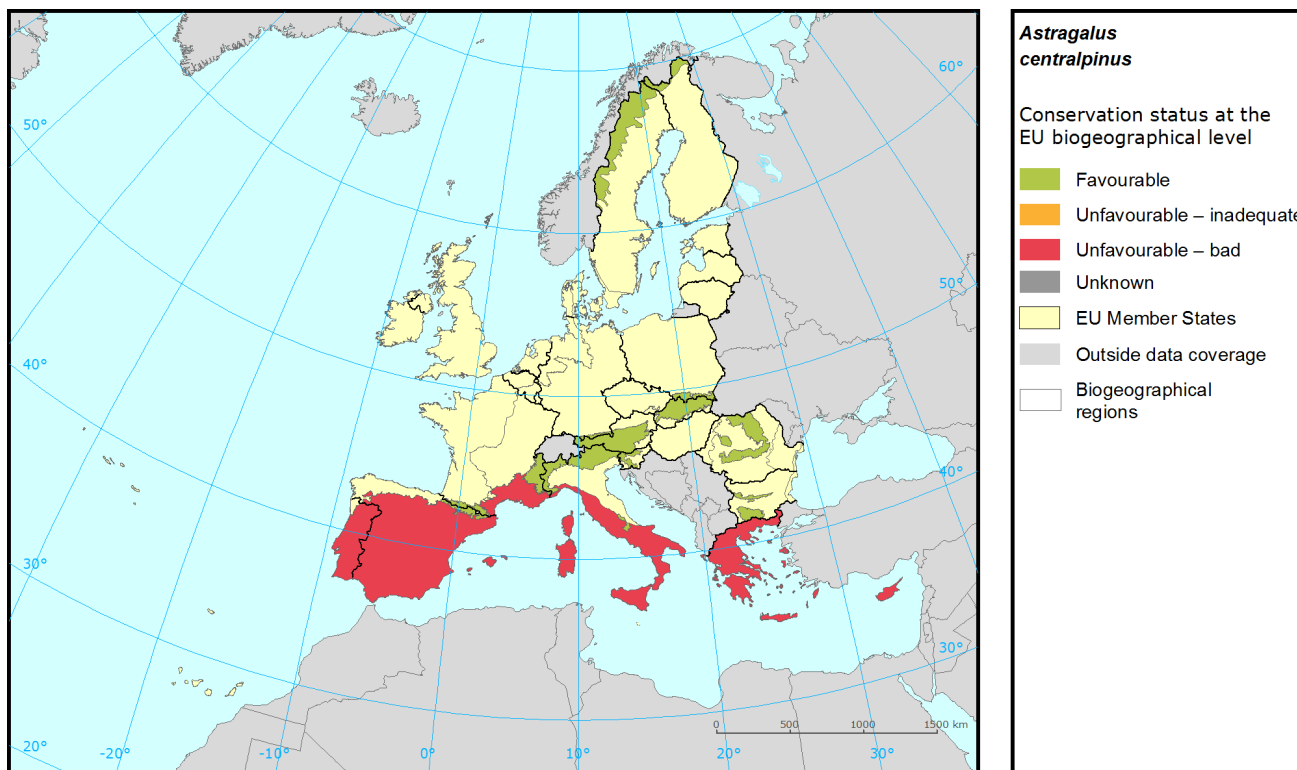 Astragalus
centralpinus
Conservation status at the
EU biogeographical level
Favourable
Unfavourable – inadequate
Unfavourable – bad
Unknown
EU Member States
Outside data coverage
Biogeographical
regions
60°
50°
50°
40°
40°
30°
30°
20°
-20°
-10°
0°
10°
20°
30°
0 500 1000 1500 km